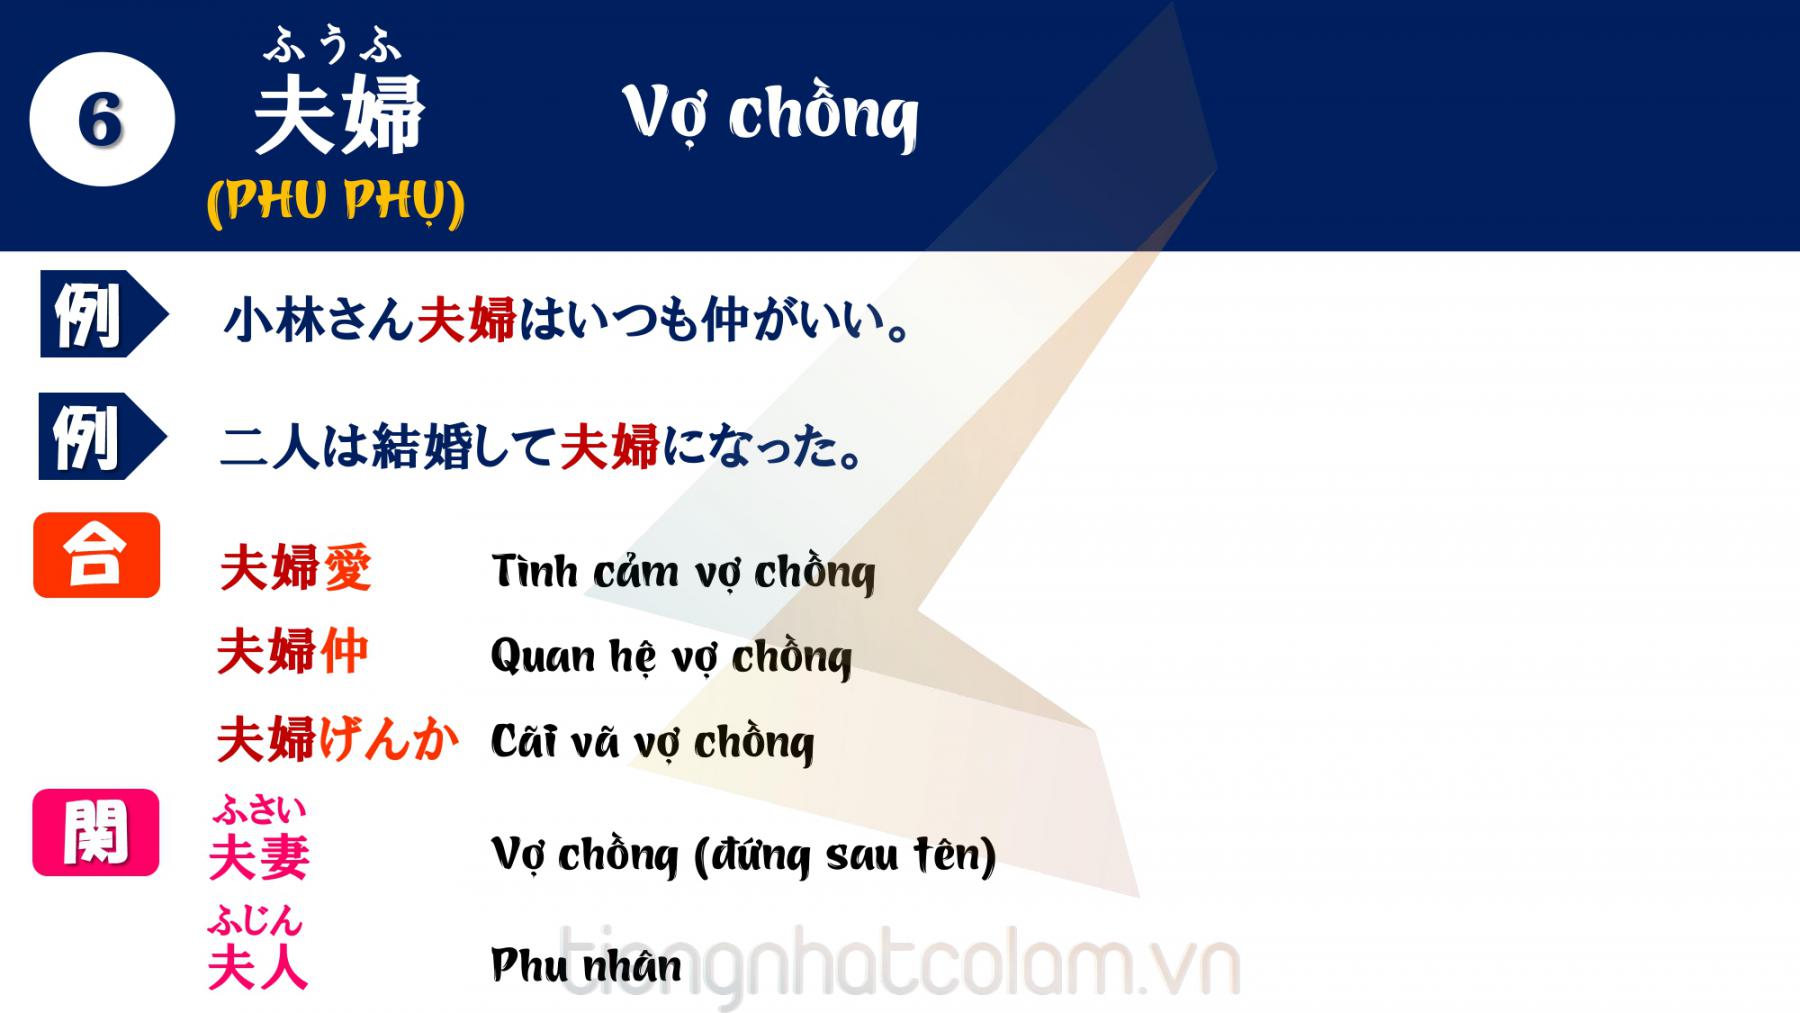 6
ふうふ
夫婦
Vợ chồng
(PHU PHỤ)
例
小林さん夫婦はいつも仲がいい。
例
二人は結婚して夫婦になった。
合
夫婦愛 Tình cảm vợ chồng
夫婦仲 Quan hệ vợ chồng
夫婦げんか Cãi vã vợ chồng
関
ふさい
夫妻 Vợ chồng (đứng sau tên)
ふじん
夫人 Phu nhân
tiengnhatcolam.vn